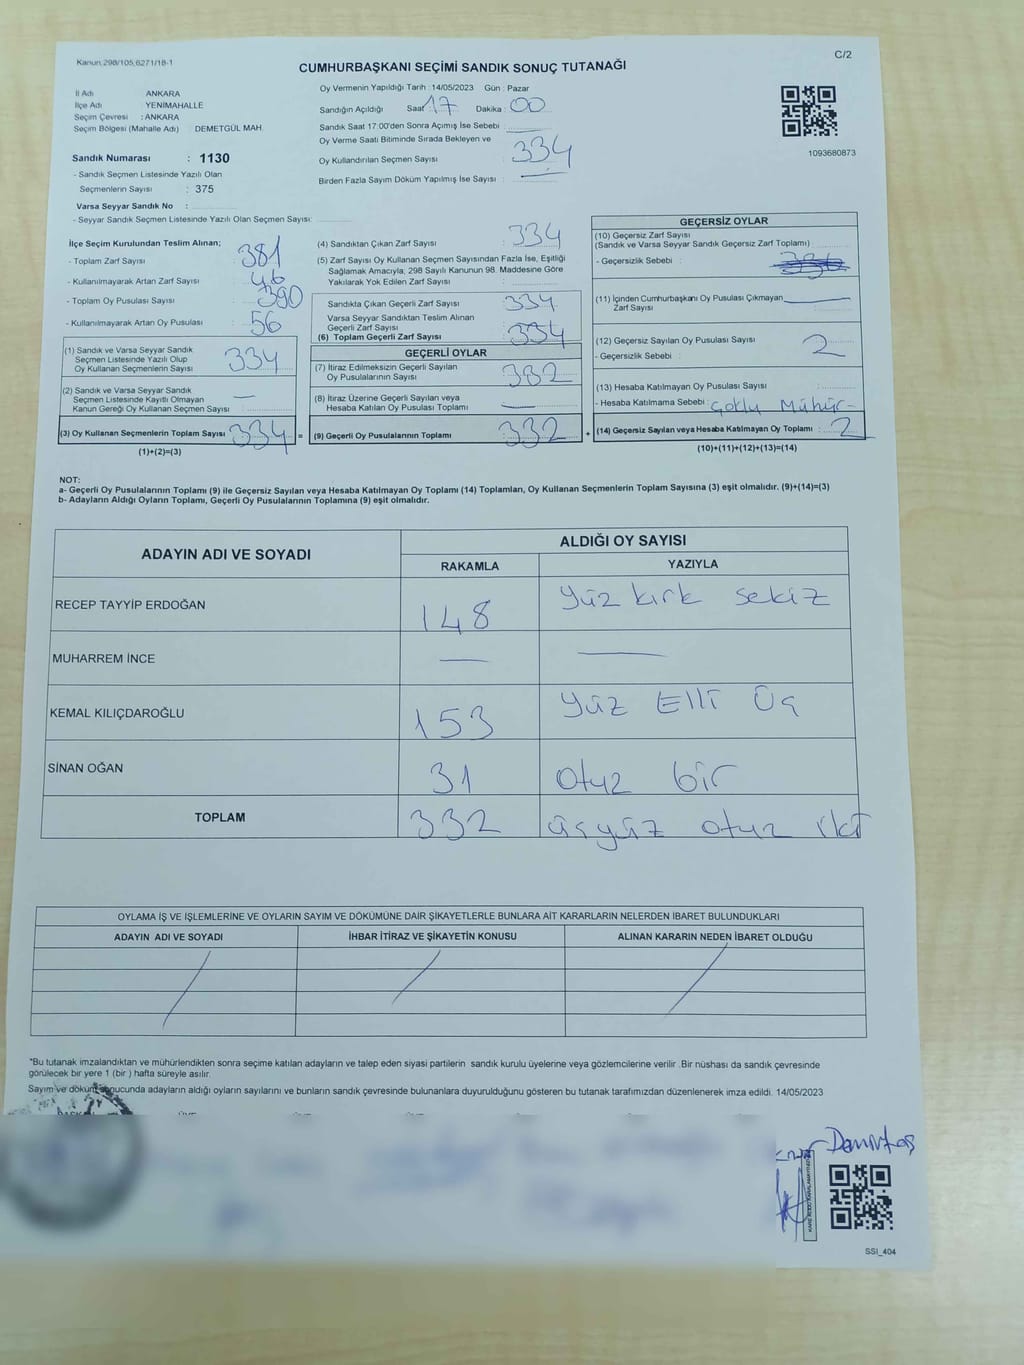 Kanun,298/105,6271/18-1
C/2
CUMHURBAŞKANI SEÇİMİ SANDIK SONUÇ TUTANAĞI
İl Adı ANKARA
İlçe Adı YENİMAHALLE
Seçim Çevresi : ANKARA
Seçim Bölgesi (Mahalle Adı) : DEMETGÜL MAH.
Sandık Numarası : 1130
- Sandık Seçmen Listesinde Yazılı Olan
Seçmenlerin Sayısı : 375
Varsa Seyyar Sandık No :
- Seyyar Sandık Seçmen Listesinde Yazılı Olan Seçmen Sayısı:
Oy Vermenin Yapıldığı Tarih :14/05/2023 Gün : Pazar
Sandığın Açıldığı Saat : 17 Dakika : 00
Sandık Saat 17:00'den Sonra Açımış İse Sebebi
Oy Verme Saati Bitiminde Sırada Bekleyen ve
Oy Kullandırılan Seçmen Sayısı : 334
Birden Fazla Sayım Döküm Yapılmış İse Sayısı :
1093680873
İlçe Seçim Kurulundan Teslim Alınan;
- Toplam Zarf Sayısı : 381
- Kullanılmayarak Artan Zarf Sayısı : 46
- Toplam Oy Pusulası Sayısı : 390
- Kullanılmayarak Artan Oy Pusulası : 56
(1) Sandık ve Varsa Seyyar Sandık
Seçmen Listesinde Yazılı Olup
Oy Kullanan Seçmen Sayısı : 334
(2) Sandık ve Varsa Seyyar Sandık
Seçmen Listesinde Kayıtlı Olmayan
Kanun Gereği Oy Kullanan Seçmen Sayısı : —
(3) Oy Kullanan Seçmenlerin Toplam Sayısı : 334 =
(1)+(2)=(3)
(4) Sandıktan Çıkan Zarf Sayısı : 334
(5) Zarf Sayısı Oy Kullanan Seçmen Sayısından Fazla İse, Eşitliği
Sağlamak Amacıyla, 298 Sayılı Kanunun 98. Maddesine Göre
Yakılarak Yok Edilen Zarf Sayısı :
Sandıkta Çıkan Geçerli Zarf Sayısı : 334
Varsa Seyyar Sandıktan Teslim Alınan
Geçerli Zarf Sayısı
(6) Toplam Geçerli Zarf Sayısı : 334
GEÇERLİ OYLAR
(7) İtiraz Edilmeksizin Geçerli Sayılan
Oy Pusulalarının Sayısı : 332
(8) İtiraz Üzerine Geçerli Sayılan veya
Hesaba Katılan Oy Pusulası Toplamı : —
(9) Geçerli Oy Pusulalarının Toplamı : 332 +
GEÇERSİZ OYLAR
(10) Geçersiz Zarf Sayısı
(Sandık ve Varsa Seyyar Sandık Geçersiz Zarf Toplamı)
- Geçersizlik Sebebi :
(11) İçinden Cumhurbaşkanı Oy Pusulası Çıkmayan
Zarf Sayısı : —
(12) Geçersiz Sayılan Oy Pusulası Sayısı : 2
- Geçersizlik Sebebi :
(13) Hesaba Katılmayan Oy Pusulası Sayısı :
- Hesaba Katılmama Sebebi : Çoklu Mühür-
(14) Geçersiz Sayılan veya Hesaba Katılmayan Oy Toplamı : 2
(10)+(11)+(12)+(13)=(14)
NOT:
a- Geçerli Oy Pusulalarının Toplamı (9) ile Geçersiz Sayılan veya Hesaba Katılmayan Oy Toplamı (14) Toplamları, Oy Kullanan Seçmenlerin Toplam Sayısına (3) eşit olmalıdır. (9)+(14)=(3)
b- Adayların Aldığı Oyların Toplamı, Geçerli Oy Pusulalarının Toplamına (9) eşit olmalıdır.
ADAYIN ADI VE SOYADI
ALDIĞI OY SAYISI
RAKAMLA YAZIYLA
RECEP TAYYİP ERDOĞAN 148 yüz kırk sekiz
MUHARREM İNCE — —
KEMAL KILIÇDAROĞLU 153 yüz Elli Üç
SİNAN OĞAN 31 otuz bir
TOPLAM 332 üçyüz otuz iki
OYLAMA İŞ VE İŞLEMLERİNE VE OYLARIN SAYIM VE DÖKÜMÜNE DAİR ŞİKAYETLERLE BUNLARA AİT KARARLARIN NELERDEN İBARET BULUNDUKLARI
ADAYIN ADI VE SOYADI İHBAR İTİRAZ VE ŞİKAYETİN KONUSU ALINAN KARARIN NEDEN İBARET OLDUĞU
*Bu tutanak imzalandıktan ve mühürlendikten sonra seçime katılan adayların ve talep eden siyasi partilerin sandık kurulu üyelerine veya gözlemcilerine verilir .Bir nüshası da sandık çevresinde
görülecek bir yere 1 (bir ) hafta süreyle asılır.
Sayım ve döküm sonucunda adayların aldığı oyların sayılarını ve bunların sandık çevresinde bulunanlara duyurulduğunu gösteren bu tutanak tarafımızdan düzenlenerek imza edildi. 14/05/2023
Demirtaş
SSI_404